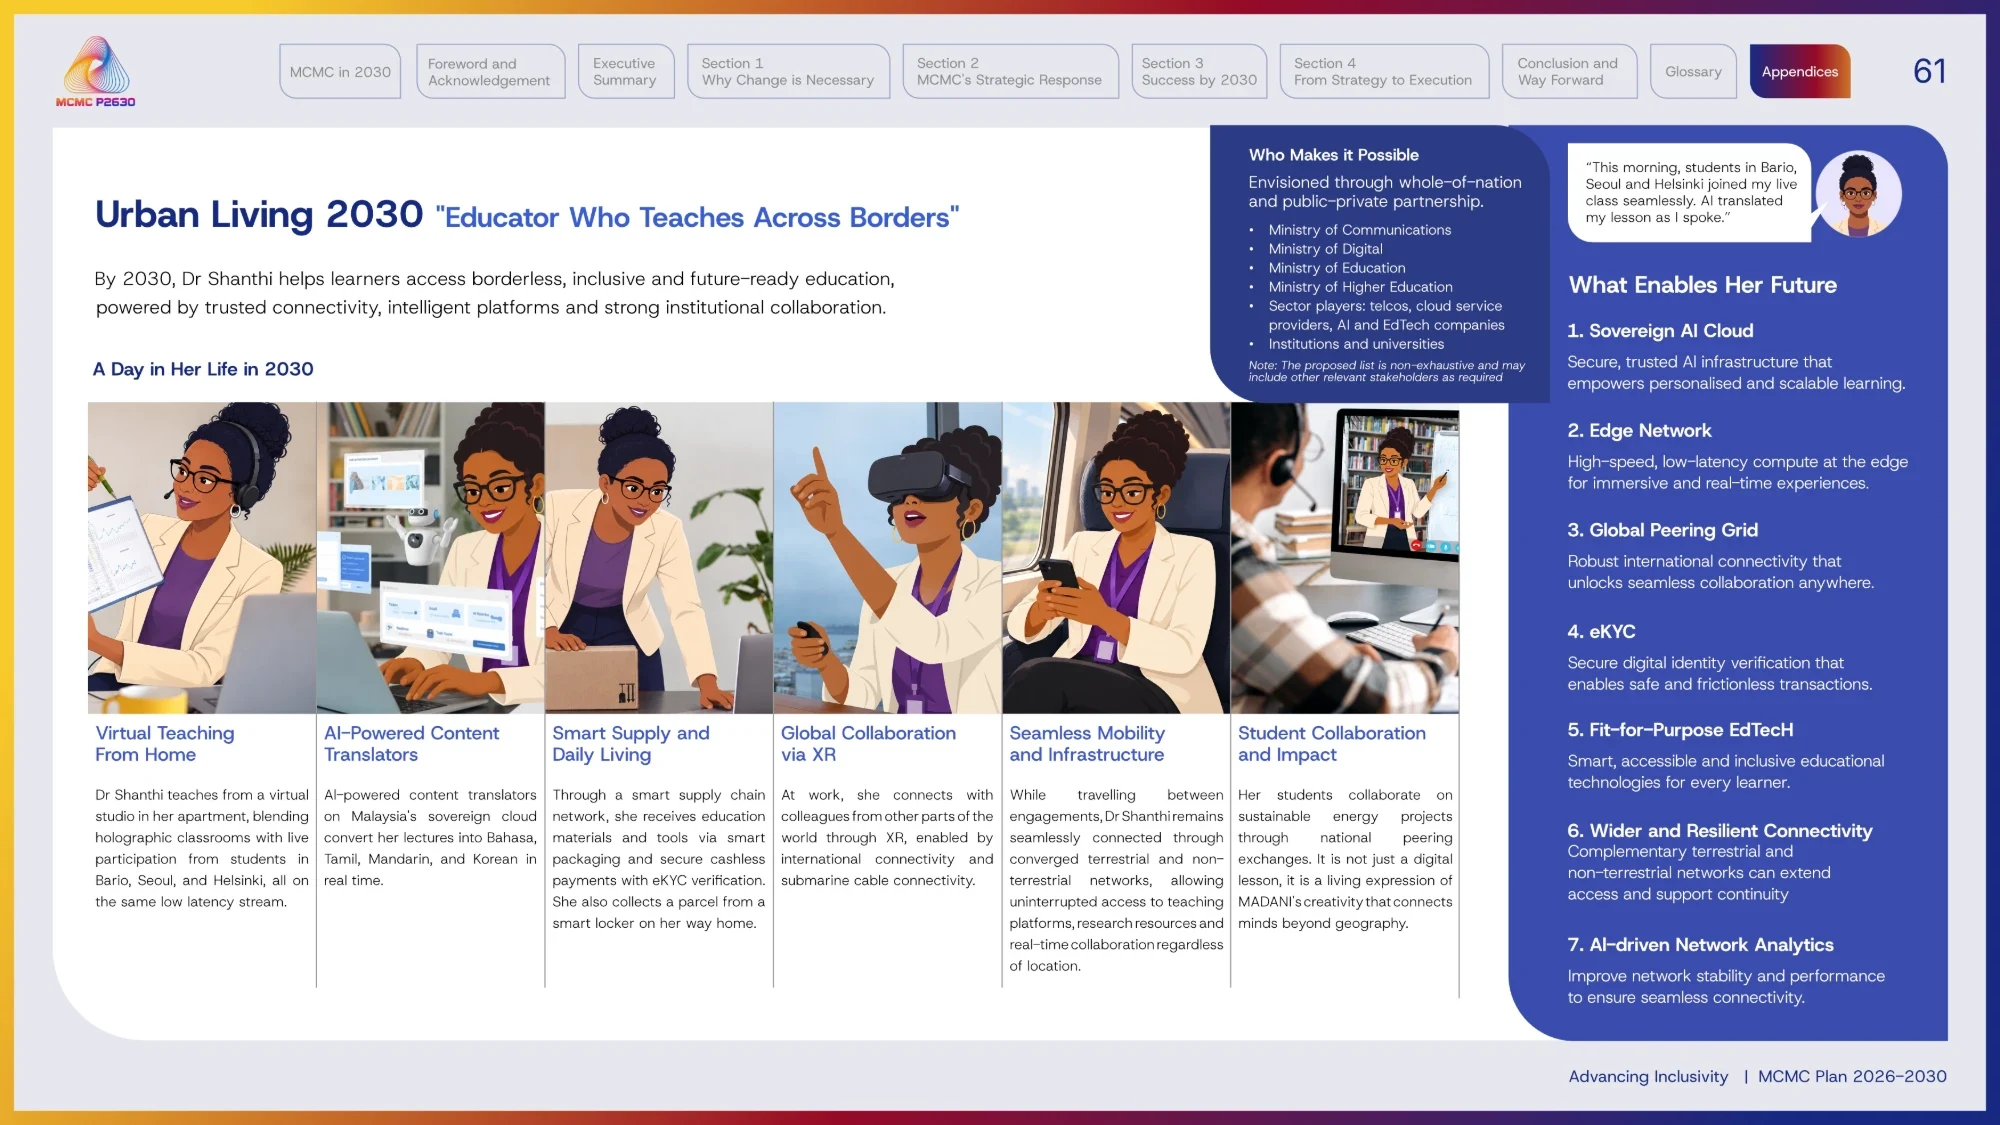 MCMC P2630
MCMC in 2030
Foreword and
Acknowledgement
Executive
Summary
Section 1
Why Change is Necessary
Section 2
MCMC's Strategic Response
Section 3
Success by 2030
Section 4
From Strategy to Execution
Conclusion and
Way Forward
Glossary
Appendices
61
Urban Living 2030 "Educator Who Teaches Across Borders"
By 2030, Dr Shanthi helps learners access borderless, inclusive and future-ready education,
powered by trusted connectivity, intelligent platforms and strong institutional collaboration.
A Day in Her Life in 2030
Virtual Teaching
From Home
Dr Shanthi teaches from a virtual
studio in her apartment, blending
holographic classrooms with live
participation from students in
Bario, Seoul, and Helsinki, all on
the same low latency stream.
AI-Powered Content
Translators
AI-powered content translators
on Malaysia's sovereign cloud
convert her lectures into Bahasa,
Tamil, Mandarin, and Korean in
real time.
Smart Supply and
Daily Living
Through a smart supply chain
network, she receives education
materials and tools via smart
packaging and secure cashless
payments with eKYC verification.
She also collects a parcel from a
smart locker on her way home.
Global Collaboration
via XR
At work, she connects with
colleagues from other parts of the
world through XR, enabled by
international connectivity and
submarine cable connectivity.
Seamless Mobility
and Infrastructure
While travelling between
engagements, Dr Shanthi remains
seamlessly connected through
converged terrestrial and non-
terrestrial networks, allowing
uninterrupted access to teaching
platforms, research resources and
real-time collaboration regardless
of location.
Student Collaboration
and Impact
Her students collaborate on
sustainable energy projects
through national peering
exchanges. It is not just a digital
lesson, it is a living expression of
MADANI's creativity that connects
minds beyond geography.
Who Makes it Possible
Envisioned through whole-of-nation
and public-private partnership.
• Ministry of Communications
• Ministry of Digital
• Ministry of Education
• Ministry of Higher Education
• Sector players: telcos, cloud service
providers, AI and EdTech companies
• Institutions and universities
Note: The proposed list is non-exhaustive and may
include other relevant stakeholders as required
“This morning, students in Bario,
Seoul and Helsinki joined my live
class seamlessly. AI translated
my lesson as I spoke.”
What Enables Her Future
1. Sovereign AI Cloud
Secure, trusted AI infrastructure that
empowers personalised and scalable learning.
2. Edge Network
High-speed, low-latency compute at the edge
for immersive and real-time experiences.
3. Global Peering Grid
Robust international connectivity that
unlocks seamless collaboration anywhere.
4. eKYC
Secure digital identity verification that
enables safe and frictionless transactions.
5. Fit-for-Purpose EdTecH
Smart, accessible and inclusive educational
technologies for every learner.
6. Wider and Resilient Connectivity
Complementary terrestrial and
non-terrestrial networks can extend
access and support continuity
7. AI-driven Network Analytics
Improve network stability and performance
to ensure seamless connectivity.
Advancing Inclusivity | MCMC Plan 2026-2030